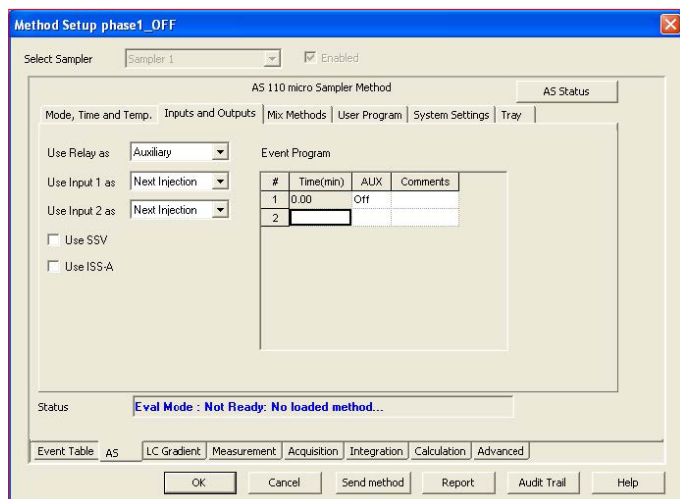 Method Setup phase1_OFF
Select Sampler Sampler 1 Enabled
AS 110 micro Sampler Method AS Status
Mode, Time and Temp. Inputs and Outputs Mix Methods User Program System Settings Tray
Use Relay as Auxiliary Event Program
Use Input 1 as Next Injection
Use Input 2 as Next Injection
# Time(min) AUX Comments
1 0.00 Off
2
Use SSV
Use ISS-A
Status Eval Mode : Not Ready: No loaded method...
Event Table AS LC Gradient Measurement Acquisition Integration Calculation Advanced
OK Cancel Send method Report Audit Trail Help